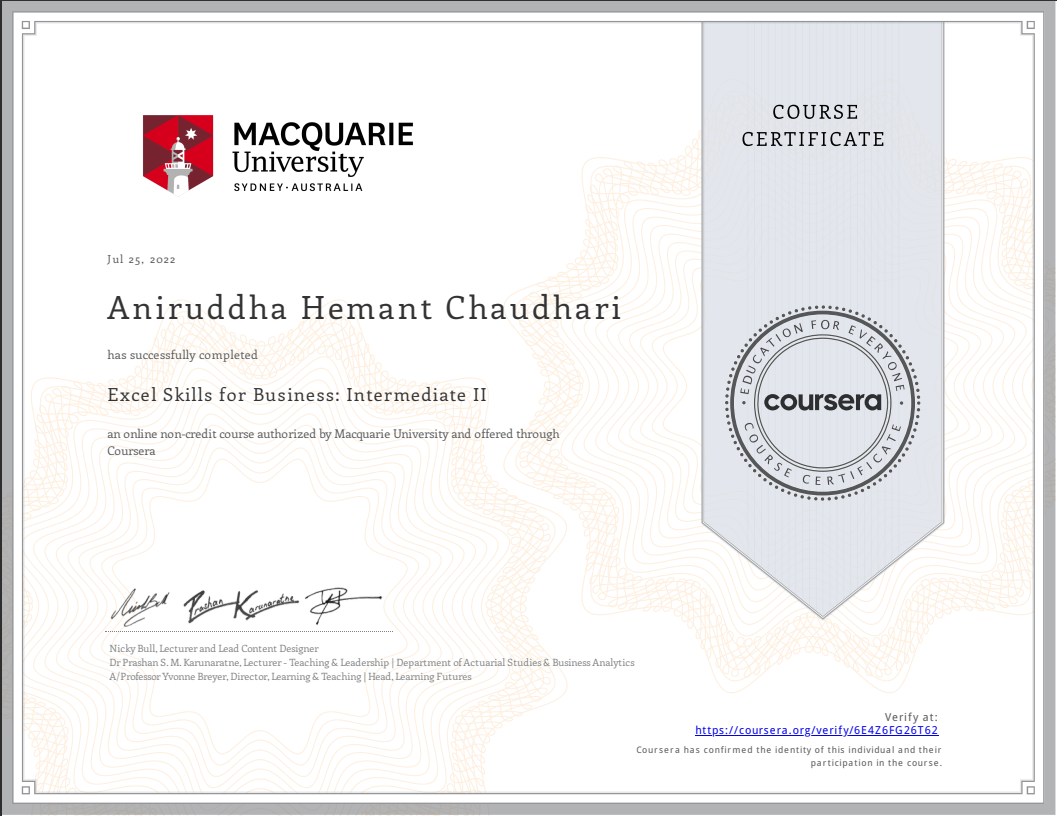 MACQUARIE
University
SYDNEY·AUSTRALIA
COURSE
CERTIFICATE
Jul 25, 2022
Aniruddha Hemant Chaudhari
has successfully completed
Excel Skills for Business: Intermediate II
an online non-credit course authorized by Macquarie University and offered through
Coursera
EDUCATION FOR EVERYONE
coursera
COURSE CERTIFICATE
Prashan Karunaratne
Nicky Bull, Lecturer and Lead Content Designer
Dr Prashan S. M. Karunaratne, Lecturer - Teaching & Leadership | Department of Actuarial Studies & Business Analytics
A/Professor Yvonne Breyer, Director, Learning & Teaching | Head, Learning Futures
Verify at:
https://coursera.org/verify/6E4Z6FG26T62
Coursera has confirmed the identity of this individual and their
participation in the course.